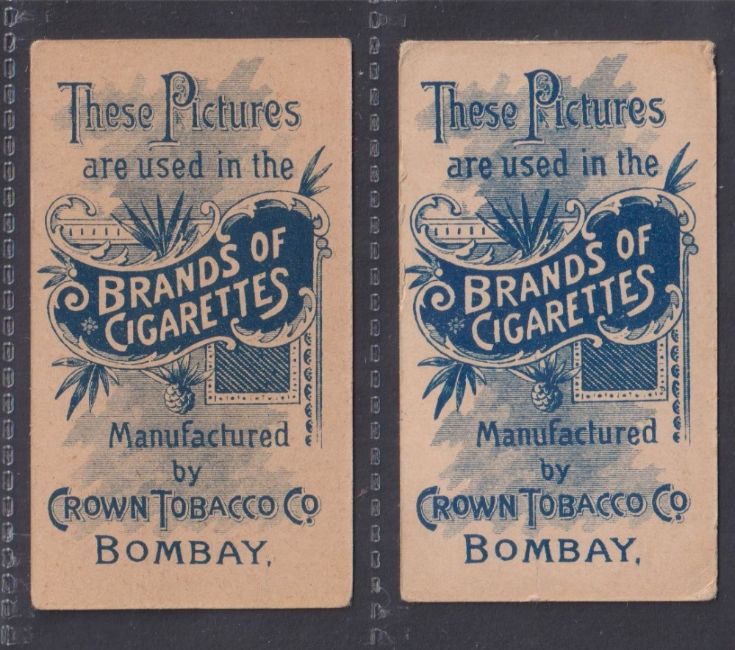 These Pictures
are used in the
BRANDS OF
CIGARETTES
Manufactured
by
CROWN TOBACCO CO
BOMBAY,
These Pictures
are used in the
BRANDS OF
CIGARETTES
Manufactured
by
CROWN TOBACCO CO
BOMBAY,